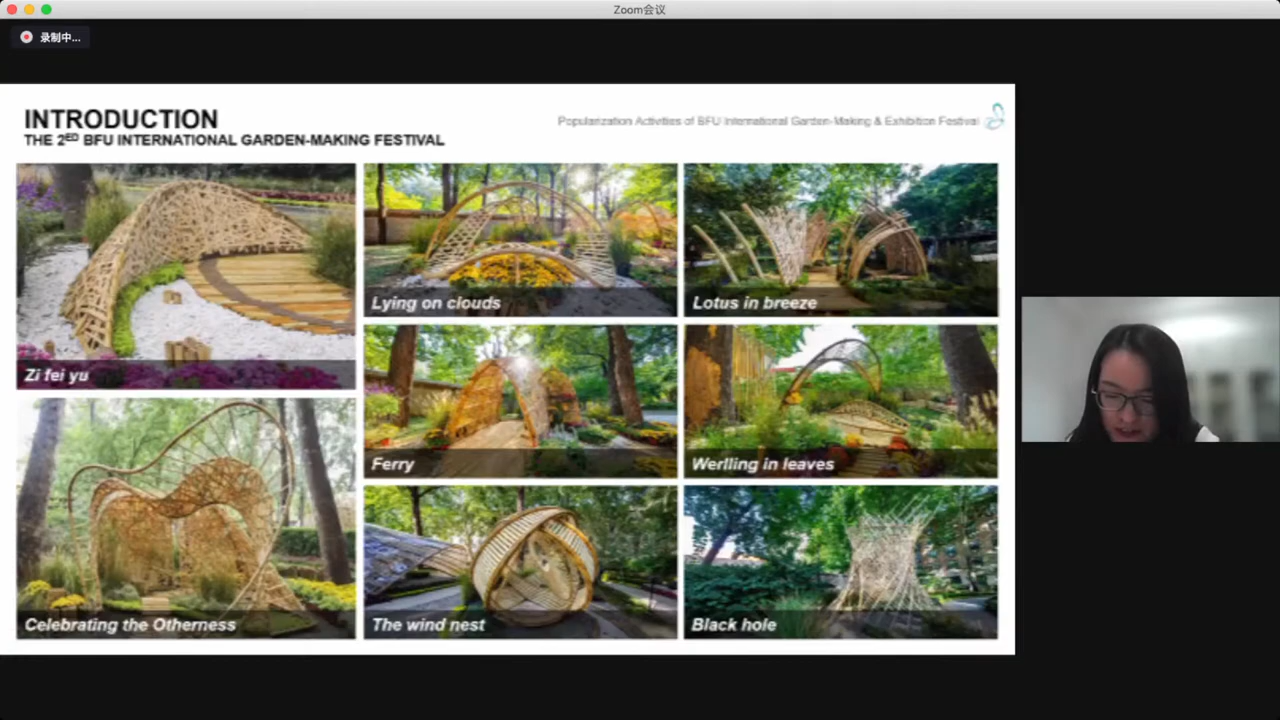 Zoom会议
录制中...
INTRODUCTION
THE 2ED BFU INTERNATIONAL GARDEN-MAKING FESTIVAL
Popularization Activities of BFU International Garden-Making & Exhibition Festival
Zi fei yu
Lying on clouds
Lotus in breeze
Ferry
Werlling in leaves
Celebrating the Otherness
The wind nest
Black hole